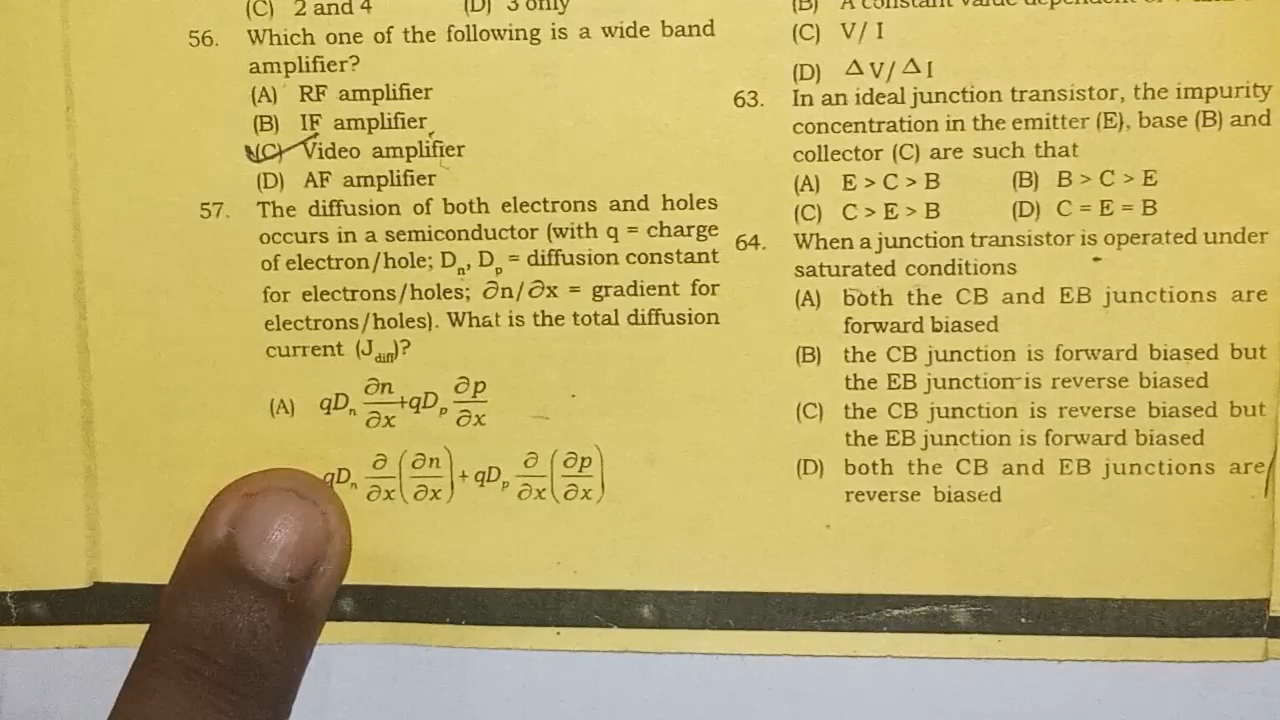 (C) 2 and 4 (D) 3 only
56. Which one of the following is a wide band
amplifier?
(A) RF amplifier
(B) IF amplifier
(C) Video amplifier
(D) AF amplifier
57. The diffusion of both electrons and holes
occurs in a semiconductor (with q = charge
of electron/hole; Dₙ, Dₚ = diffusion constant
for electrons/holes; ∂n/∂x = gradient for
electrons/holes). What is the total diffusion
current (J_diff)?
(A) qDₙ ∂n/∂x + qDₚ ∂p/∂x
qDₙ ∂/∂x (∂n/∂x) + qDₚ ∂/∂x (∂p/∂x)
(B) A constant value
(C) V/ I
(D) ΔV/ΔI
63. In an ideal junction transistor, the impurity
concentration in the emitter (E), base (B) and
collector (C) are such that
(A) E > C > B (B) B > C > E
(C) C > E > B (D) C = E = B
64. When a junction transistor is operated under
saturated conditions
(A) both the CB and EB junctions are
forward biased
(B) the CB junction is forward biased but
the EB junction is reverse biased
(C) the CB junction is reverse biased but
the EB junction is forward biased
(D) both the CB and EB junctions are
reverse biased